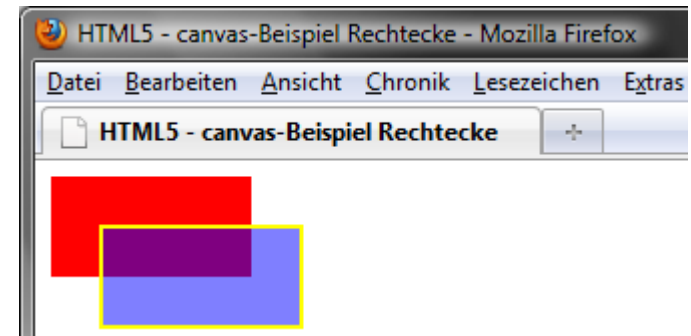 HTML5 - canvas-Beispiel Rechtecke - Mozilla Firefox
Datei Bearbeiten Ansicht Chronik Lesezeichen Extras
HTML5 - canvas-Beispiel Rechtecke